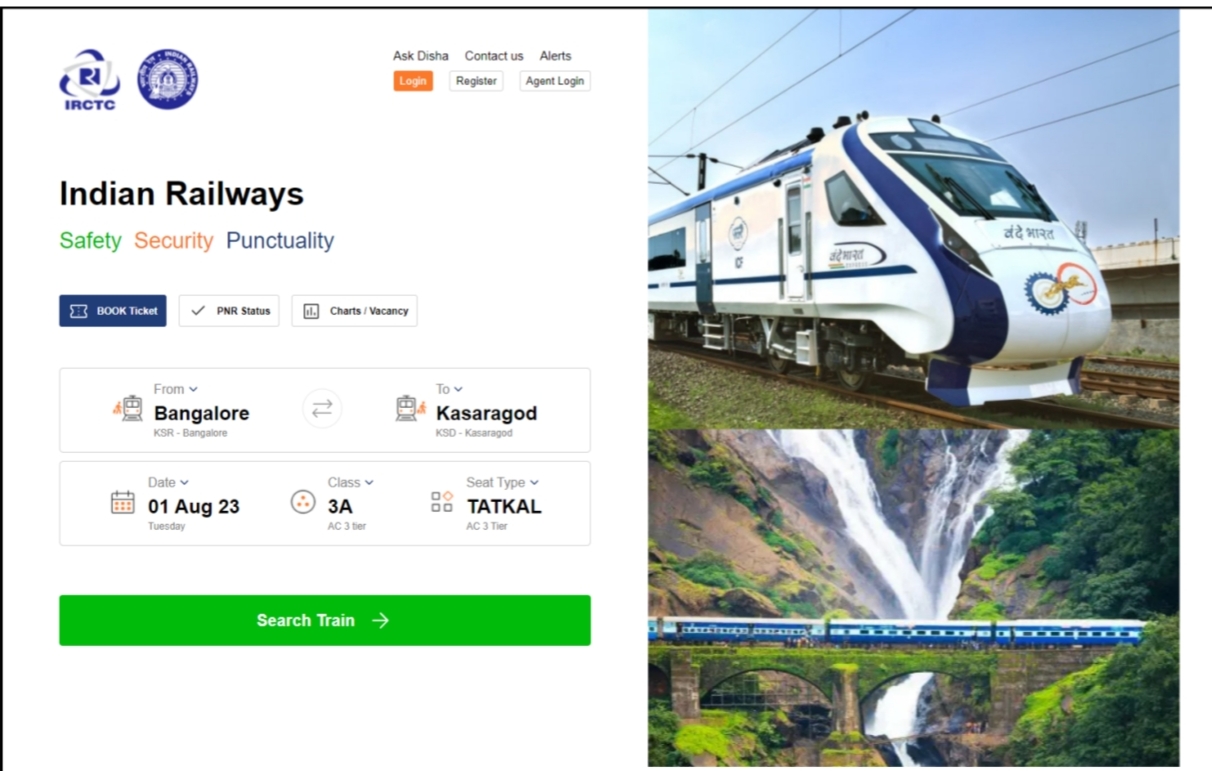 IRCTC
Ask Disha Contact us Alerts
Login Register Agent Login
Indian Railways
Safety Security Punctuality
BOOK Ticket PNR Status Charts / Vacancy
From To
Bangalore Kasaragod
KSR - Bangalore KSD - Kasaragod
Date Class Seat Type
01 Aug 23 3A TATKAL
Tuesday AC 3 tier AC 3 Tier
Search Train
वंदे भारत
वंदे भारत
ICF